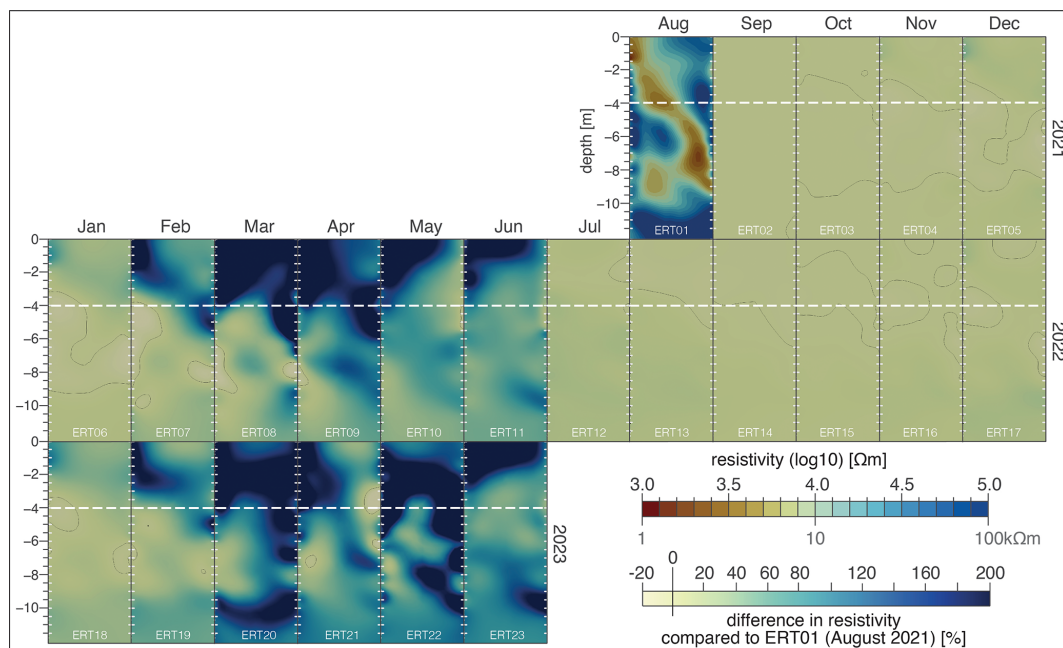 Aug Sep Oct Nov Dec
0
-2
-4
-6
-8
-10
depth [m]
2021
ERT01 ERT02 ERT03 ERT04 ERT05
Jan Feb Mar Apr May Jun Jul
0
-2
-4
-6
-8
-10
2022
ERT06 ERT07 ERT08 ERT09 ERT10 ERT11 ERT12 ERT13 ERT14 ERT15 ERT16 ERT17
0
-2
-4
-6
-8
-10
2023
ERT18 ERT19 ERT20 ERT21 ERT22 ERT23
resistivity (log10) [Ωm]
3.0 3.5 4.0 4.5 5.0
1 10 100kΩm
0
-20 20 40 60 80 120 160 200
difference in resistivity
compared to ERT01 (August 2021) [%]